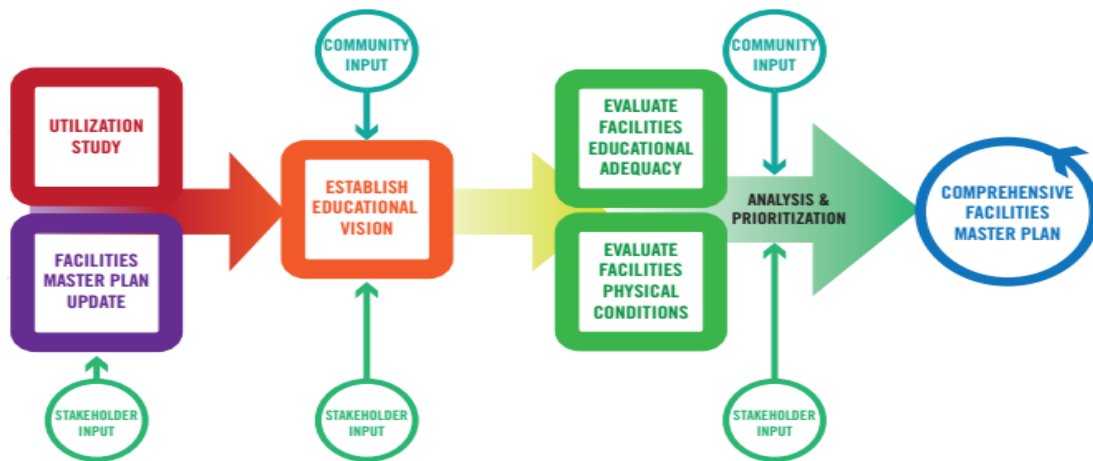 COMMUNITY
INPUT
COMMUNITY
INPUT
UTILIZATION
STUDY
FACILITIES
MASTER PLAN
UPDATE
STAKEHOLDER
INPUT
ESTABLISH
EDUCATIONAL
VISION
STAKEHOLDER
INPUT
EVALUATE
FACILITIES
EDUCATIONAL
ADEQUACY
EVALUATE
FACILITIES
PHYSICAL
CONDITIONS
ANALYSIS &
PRIORITIZATION
STAKEHOLDER
INPUT
COMPREHENSIVE
FACILITIES
MASTER PLAN